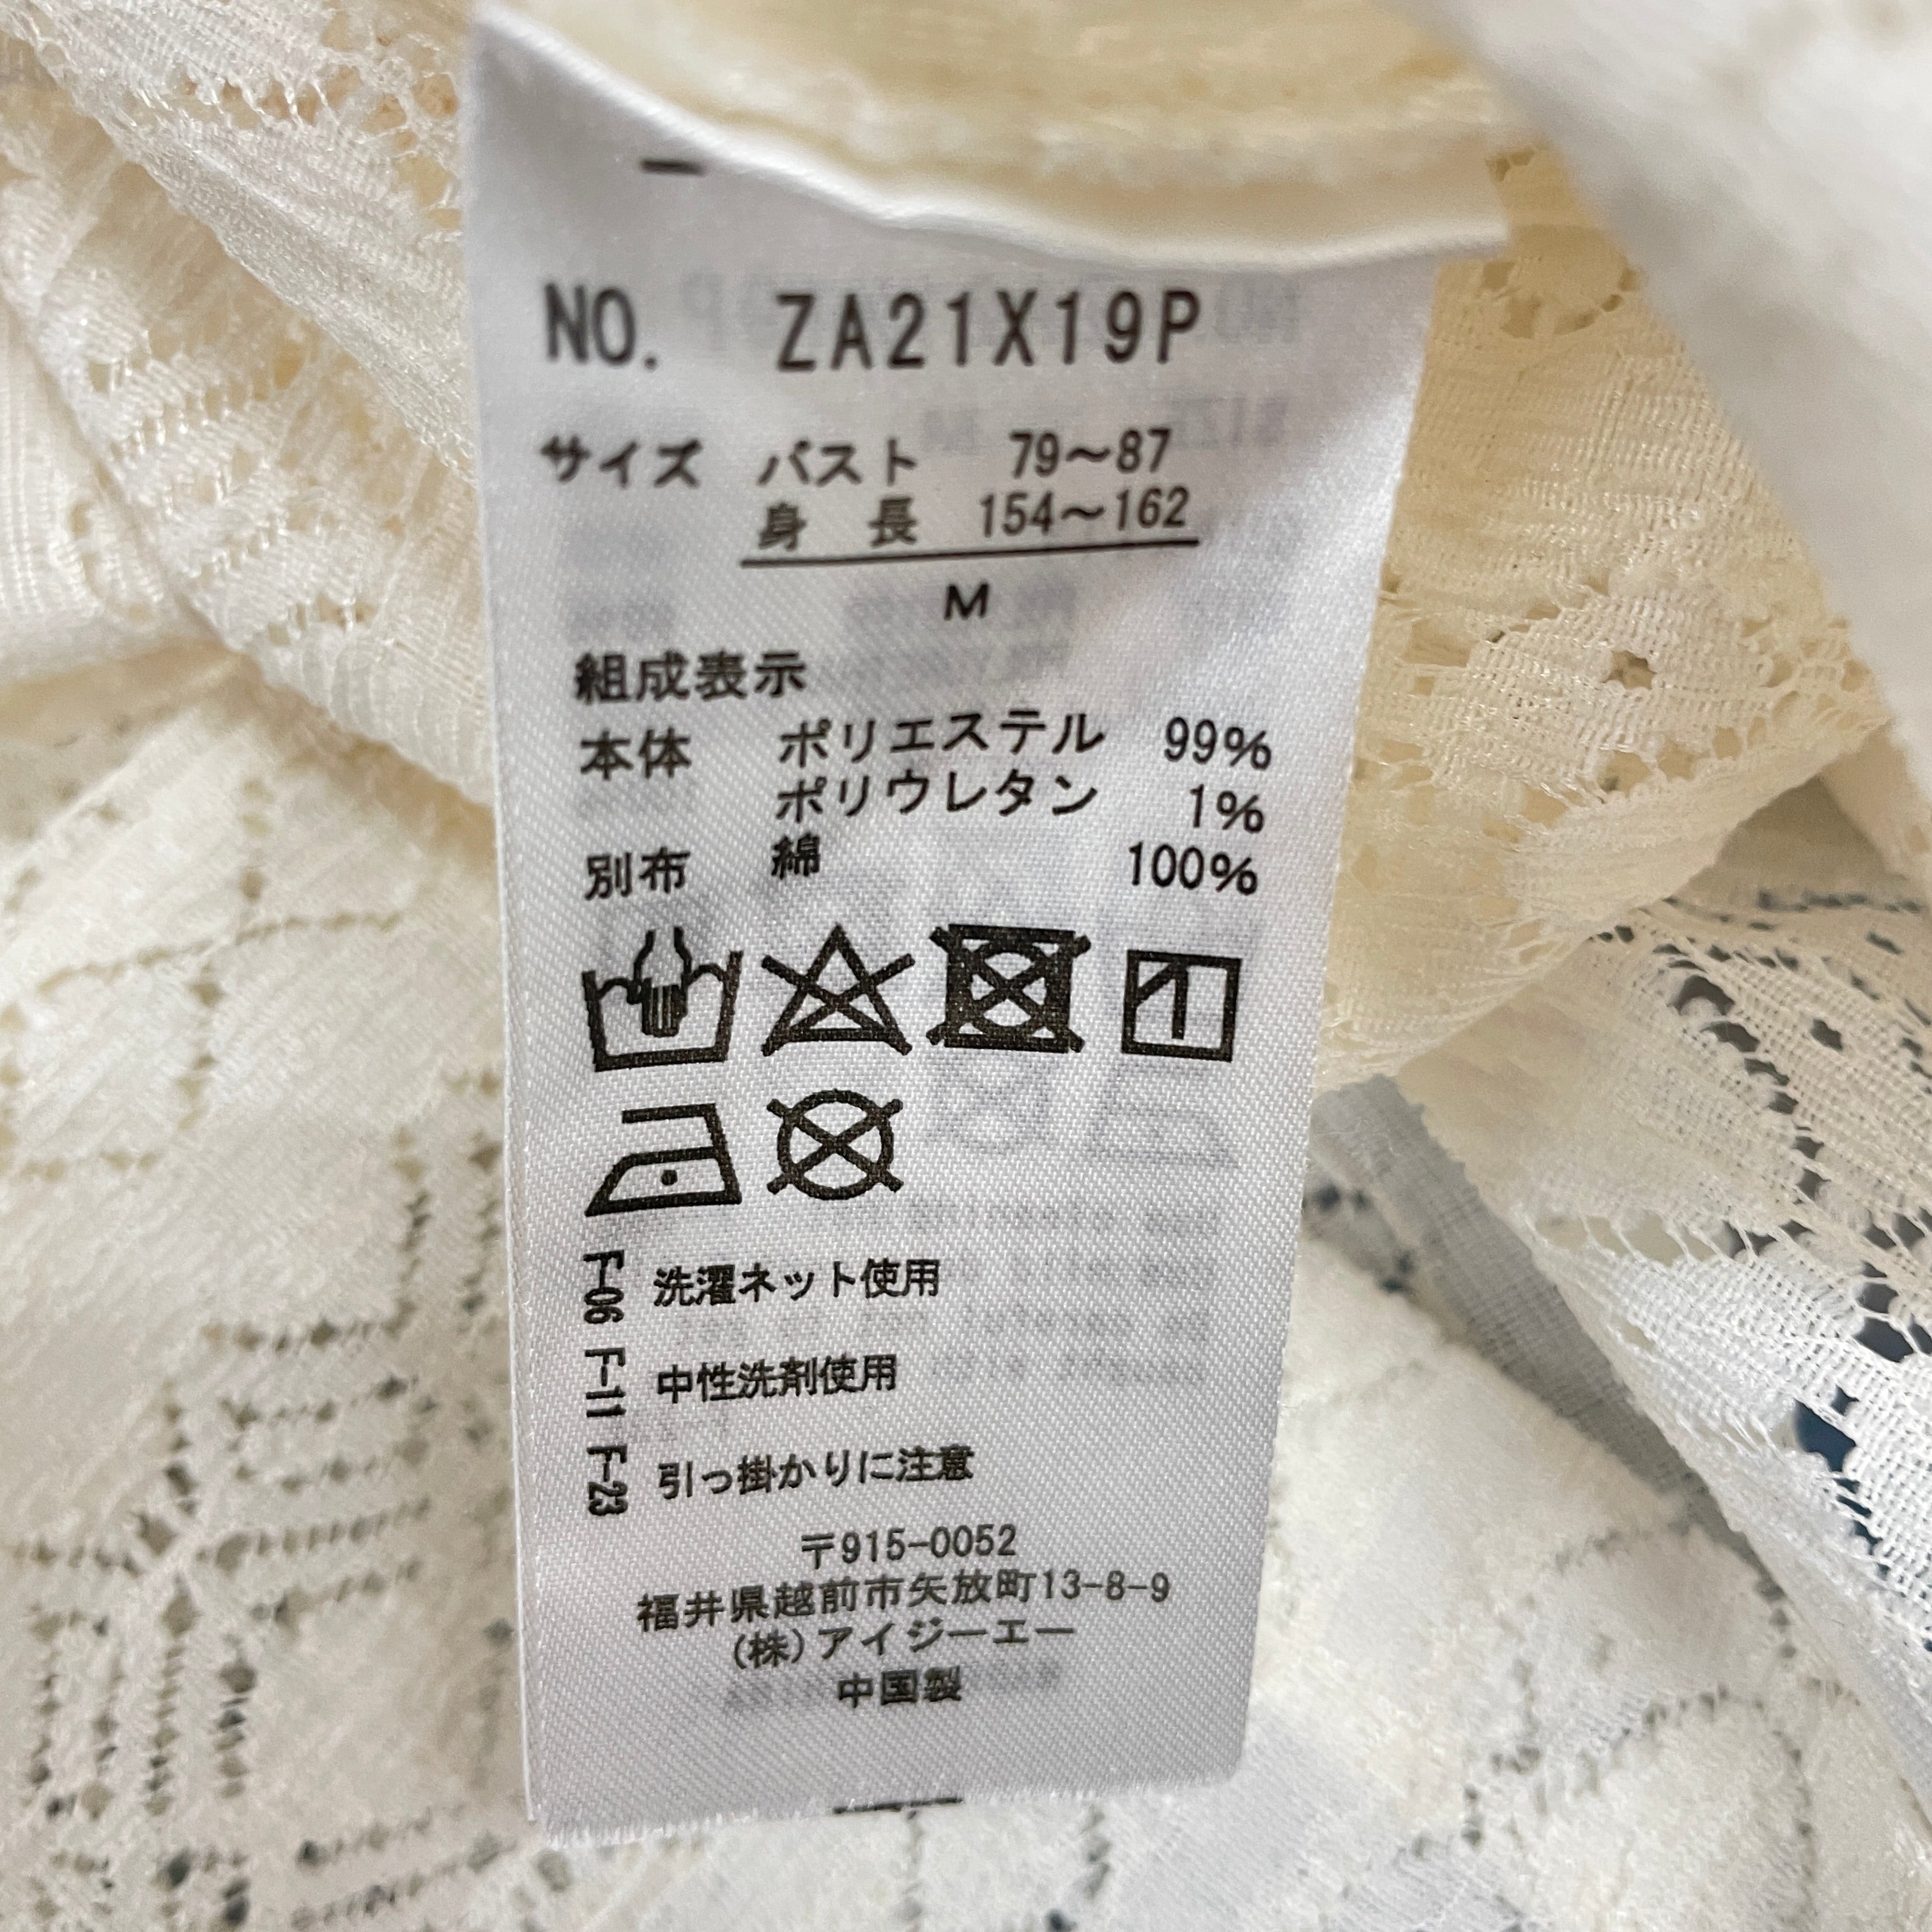 NO. ZA21X19P
サイズ バスト 79〜87
身長 154〜162
M
組成表示
本体 ポリエステル 99%
ポリウレタン 1%
別布 綿 100%
F-06 洗濯ネット使用
F-11 中性洗剤使用
F-23 引っ掛かりに注意
〒915-0052
福井県越前市矢放町13-8-9
(株)アイジーエー
中国製